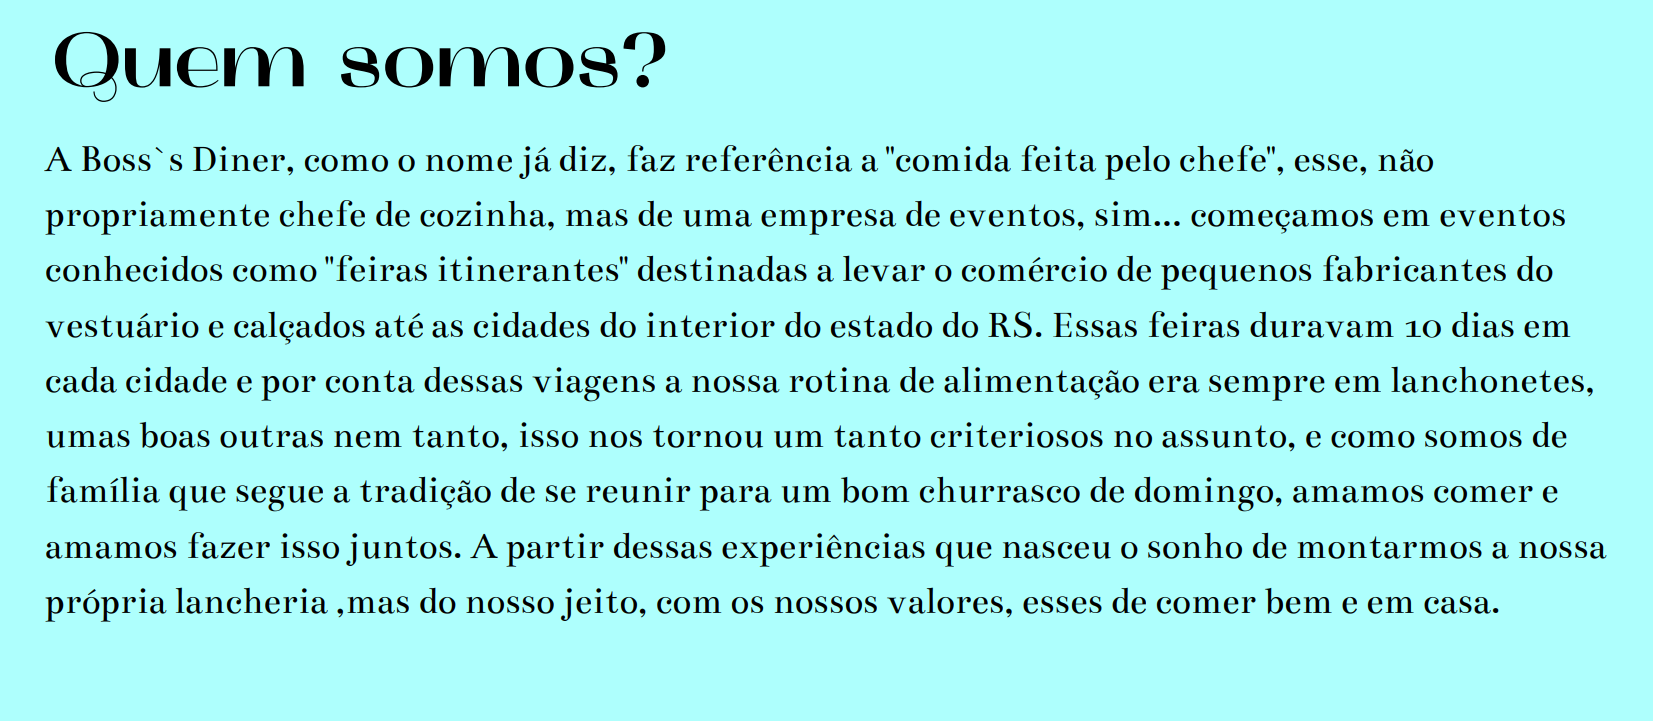 Quem somos?
A Boss`s Diner, como o nome já diz, faz referência a "comida feita pelo chefe", esse, não
propriamente chefe de cozinha, mas de uma empresa de eventos, sim... começamos em eventos
conhecidos como "feiras itinerantes" destinadas a levar o comércio de pequenos fabricantes do
vestuário e calçados até as cidades do interior do estado do RS. Essas feiras duravam 10 dias em
cada cidade e por conta dessas viagens a nossa rotina de alimentação era sempre em lanchonetes,
umas boas outras nem tanto, isso nos tornou um tanto criteriosos no assunto, e como somos de
família que segue a tradição de se reunir para um bom churrasco de domingo, amamos comer e
amamos fazer isso juntos. A partir dessas experiências que nasceu o sonho de montarmos a nossa
própria lancheria ,mas do nosso jeito, com os nossos valores, esses de comer bem e em casa.